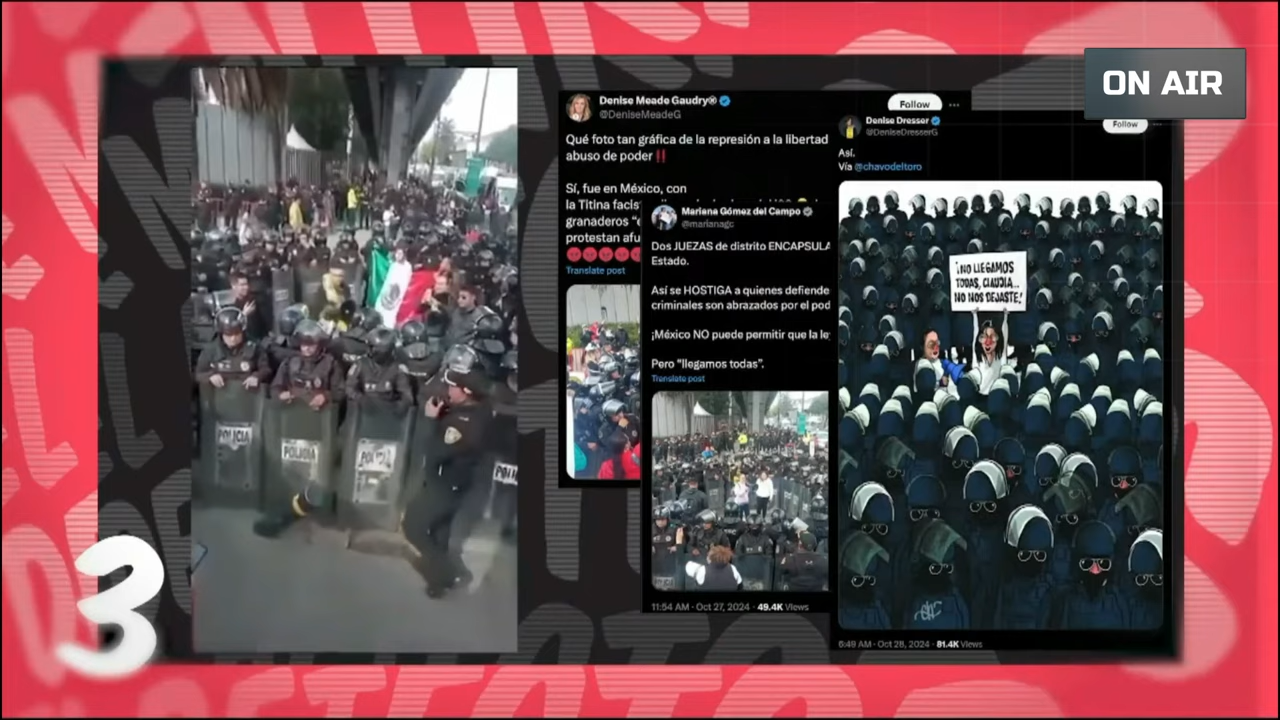 ON AIR
POLICIA
POLICIA
POLICIA
Denise Meade Gaudry®
@DeniseMeadeG
Follow
Qué foto tan gráfica de la represión a la libertad
abuso de poder ‼️
Sí, fue en México, con
la Titina facis
granaderos
protestan afu
Translate post
Mariana Gómez del Campo
@marianagc
Dos JUEZAS de distrito ENCAPSULA
Estado.
Así se HOSTIGA a quienes defiende
criminales son abrazados por el pod
¡México NO puede permitir que la le
Pero “llegamos todas”.
Translate post
11:54 AM · Oct 27, 2024 · 49.4K Views
Denise Dresser
@DeniseDresserG
Follow
Así.
Vía @chavodeltoro
¡NO LLEGAMOS
TODAS, CLAUDIA...
NO NOS DEJASTE!
6:49 AM · Oct 28, 2024 · 81.4K Views
3